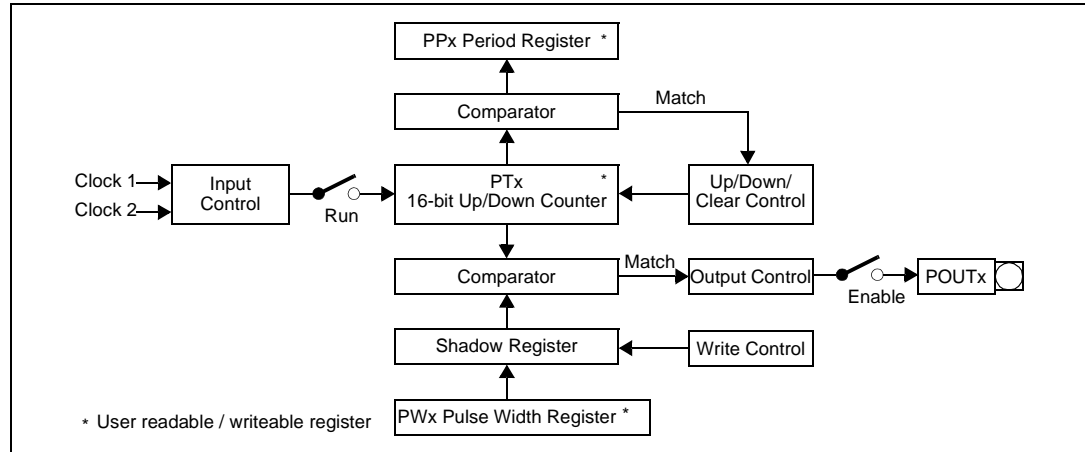 PPx Period Register *
Comparator
Match
Clock 1
Clock 2
Input
Control
Run
PTx *
16-bit Up/Down Counter
Up/Down/
Clear Control
Comparator
Match
Output Control
Enable
POUTx
Shadow Register
Write Control
PWx Pulse Width Register *
* User readable / writeable register